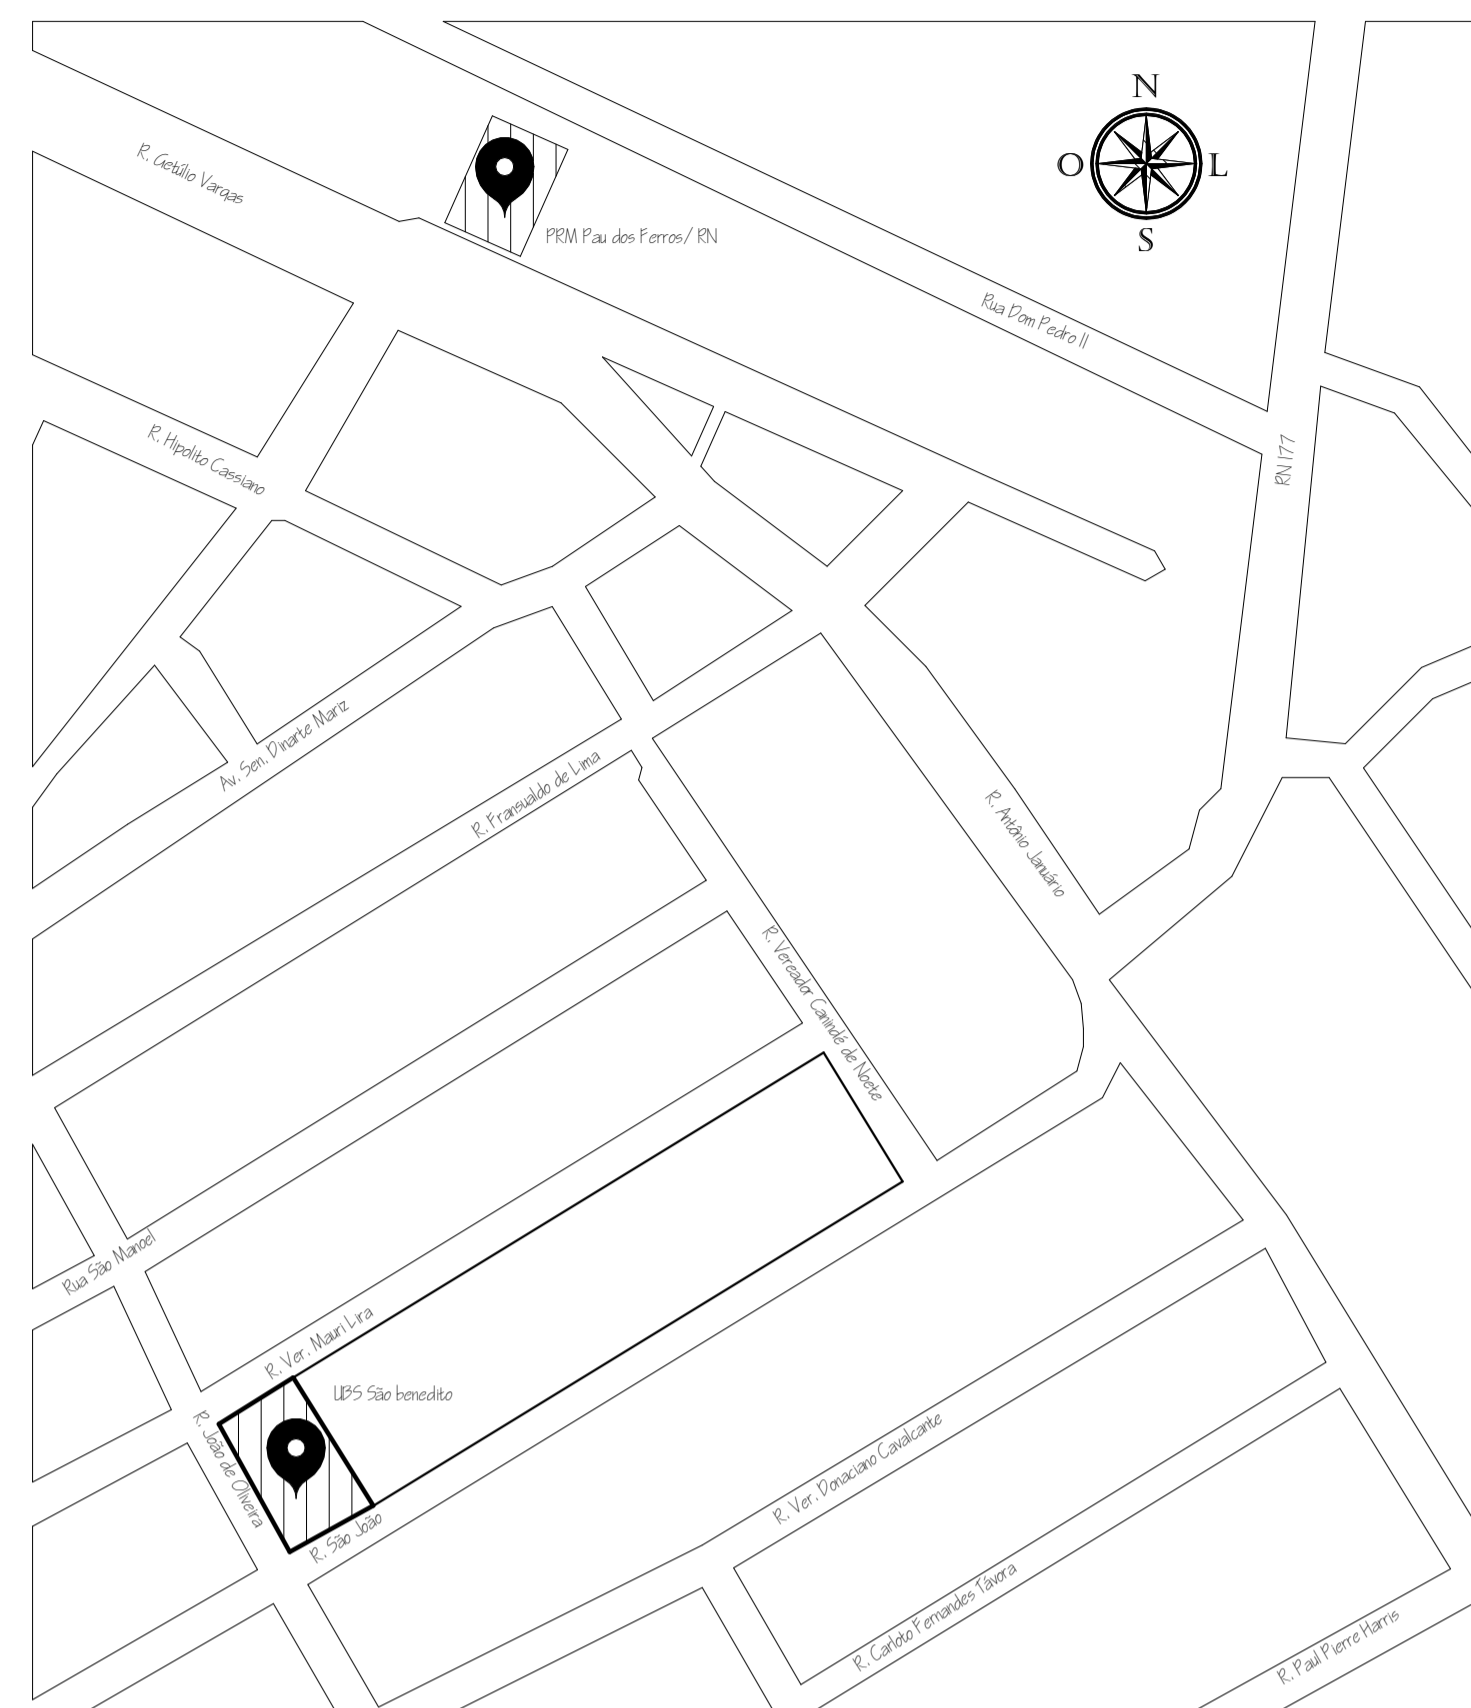 N
O
L
S
R. Getúlio Vargas
PRM Pau dos Ferros/ RN
Rua Dom Pedro II
R. Hipolito Cassiano
RN 177
Av. Sen. Dinarte Mariz
R. Fransualdo de Lima
R. Antônio Januário
R. Vereador Canindé de Noete
Rua São Manoel
R. Ver. Mauri Lira
UBS São benedito
R. João de Oliveira
R. São João
R. Ver. Donaciano Cavalcante
R. Carloto Fernandes Távora
R. Paul Pierre Harris